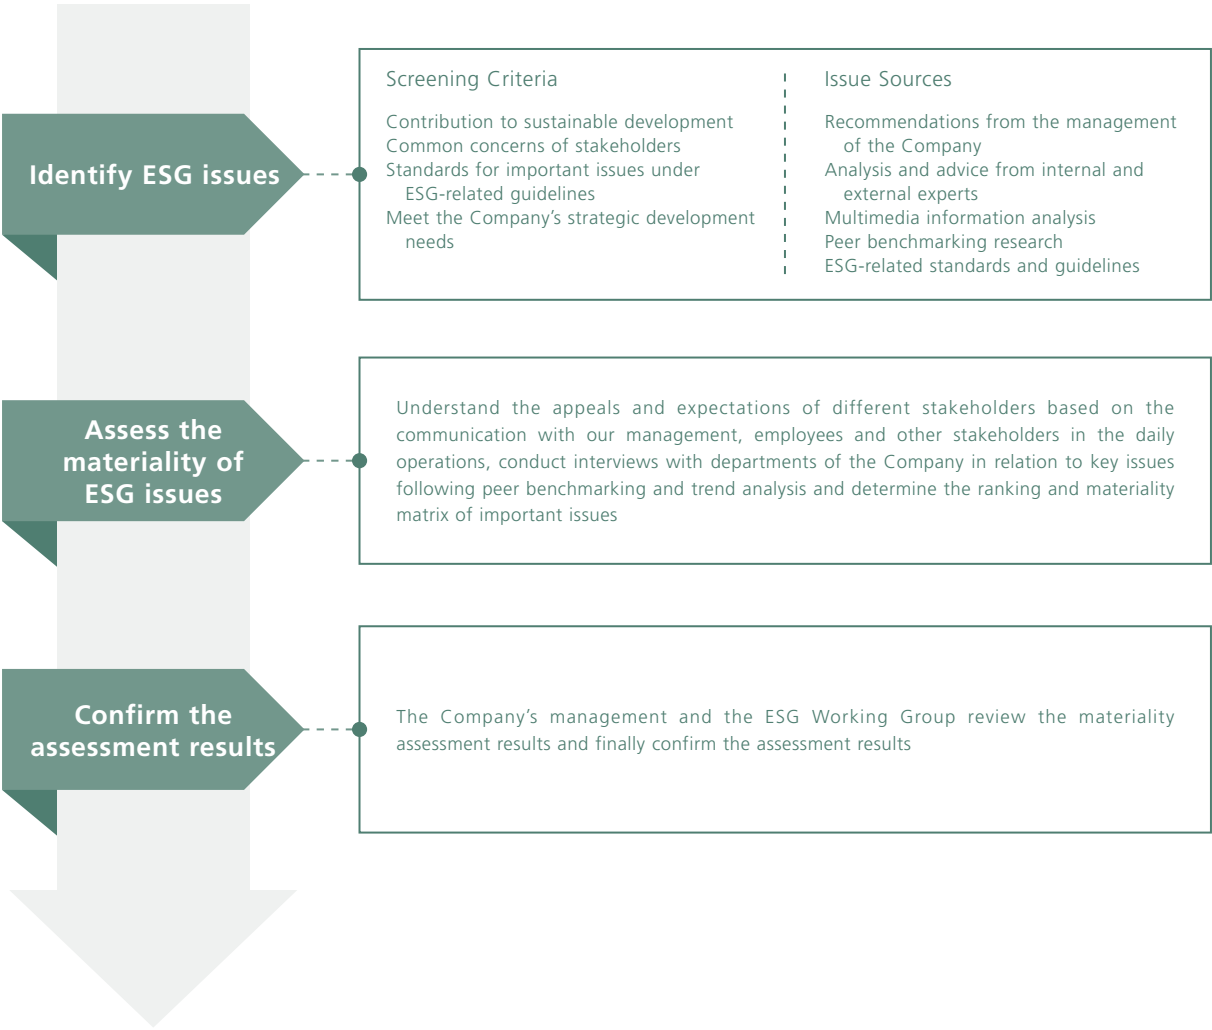 Identify ESG issues
Screening Criteria
Contribution to sustainable development
Common concerns of stakeholders
Standards for important issues under
ESG-related guidelines
Meet the Company’s strategic development
needs
Issue Sources
Recommendations from the management
of the Company
Analysis and advice from internal and
external experts
Multimedia information analysis
Peer benchmarking research
ESG-related standards and guidelines
Assess the
materiality of
ESG issues
Understand the appeals and expectations of different stakeholders based on the
communication with our management, employees and other stakeholders in the daily
operations, conduct interviews with departments of the Company in relation to key issues
following peer benchmarking and trend analysis and determine the ranking and materiality
matrix of important issues
Confirm the
assessment results
The Company’s management and the ESG Working Group review the materiality
assessment results and finally confirm the assessment results